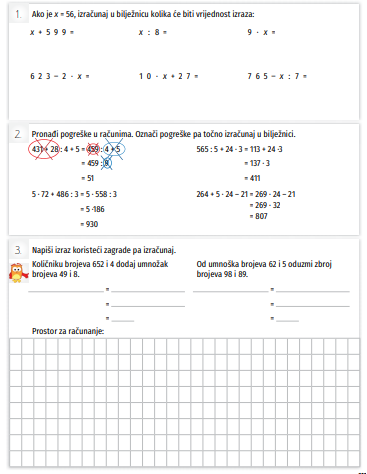 1. Ako je x = 56, izračunaj u bilježnici kolika će biti vrijednost izraza:
x + 5 9 9 = x : 8 = 9 · x =
6 2 3 – 2 · x = 1 0 · x + 2 7 = 7 6 5 – x : 7 =
2. Pronađi pogreške u računima. Označi pogreške pa točno izračunaj u bilježnici.
431 + 28 : 4 + 5 = 459 : 4 + 5 565 : 5 + 24 · 3 = 113 + 24 ·3
= 459 : 9 = 137 · 3
= 51 = 411
5 · 72 + 486 : 3 = 5 · 558 : 3 264 + 5 · 24 – 21 = 269 · 24 – 21
= 5 ·186 = 269 · 32
= 930 = 807
3. Napiši izraz koristeći zagrade pa izračunaj.
Količniku brojeva 652 i 4 dodaj umnožak Od umnoška brojeva 62 i 5 oduzmi zbroj
brojeva 49 i 8. brojeva 98 i 89.
= =
= =
= =
Prostor za računanje: